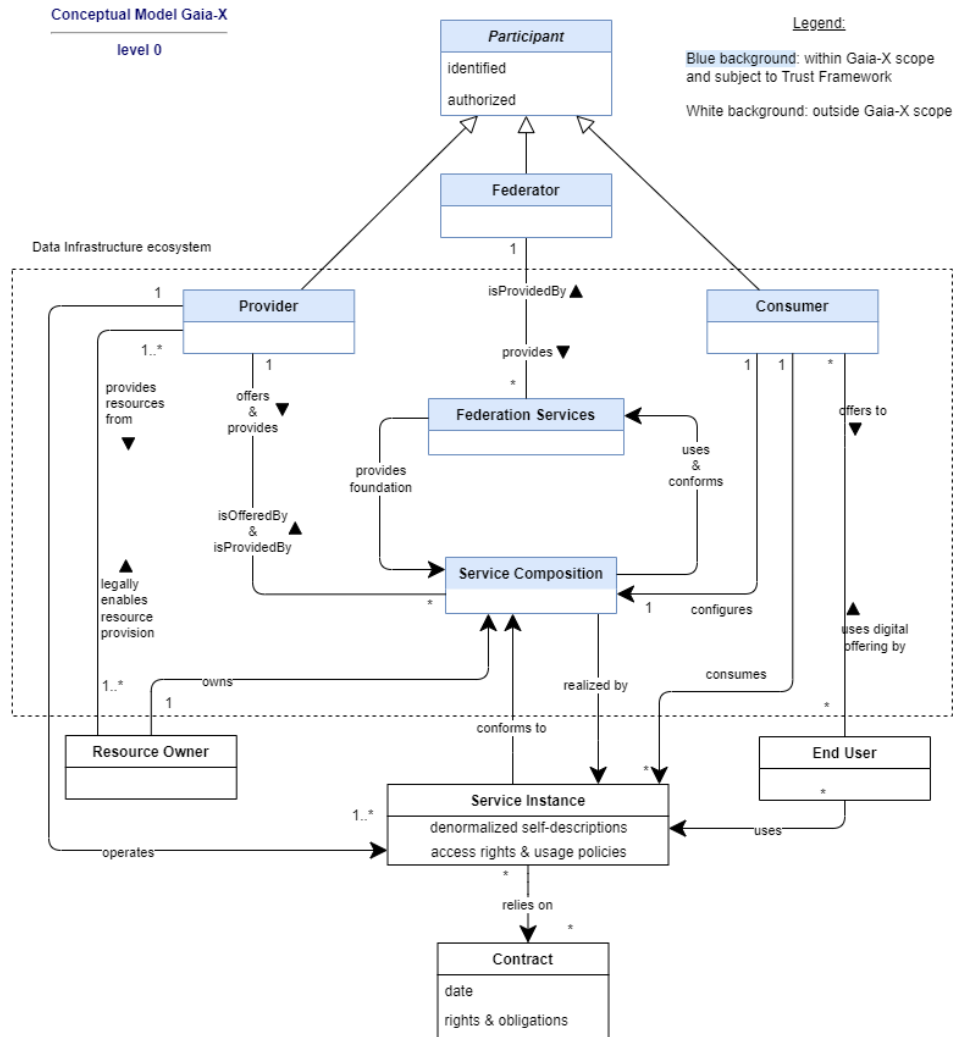 Conceptual Model Gaia-X
level 0
Legend:
Blue background: within Gaia-X scope
and subject to Trust Framework
White background: outside Gaia-X scope
Participant
identified
authorized
Federator
1
Data Infrastructure ecosystem
isProvidedBy
provides
*
1
Provider
1..*
1
Consumer
1
1
*
provides
resources
from
offers
&
provides
Federation Services
offers to
provides
foundation
uses
&
conforms
isOfferedBy
&
isProvidedBy
legally
enables
resource
provision
Service Composition
*
1
configures
uses digital
offering by
1..*
1
owns
realized by
consumes
*
conforms to
Resource Owner
End User
*
*
Service Instance
denormalized self-descriptions
access rights & usage policies
1..*
operates
uses
*
relies on
*
Contract
date
rights & obligations